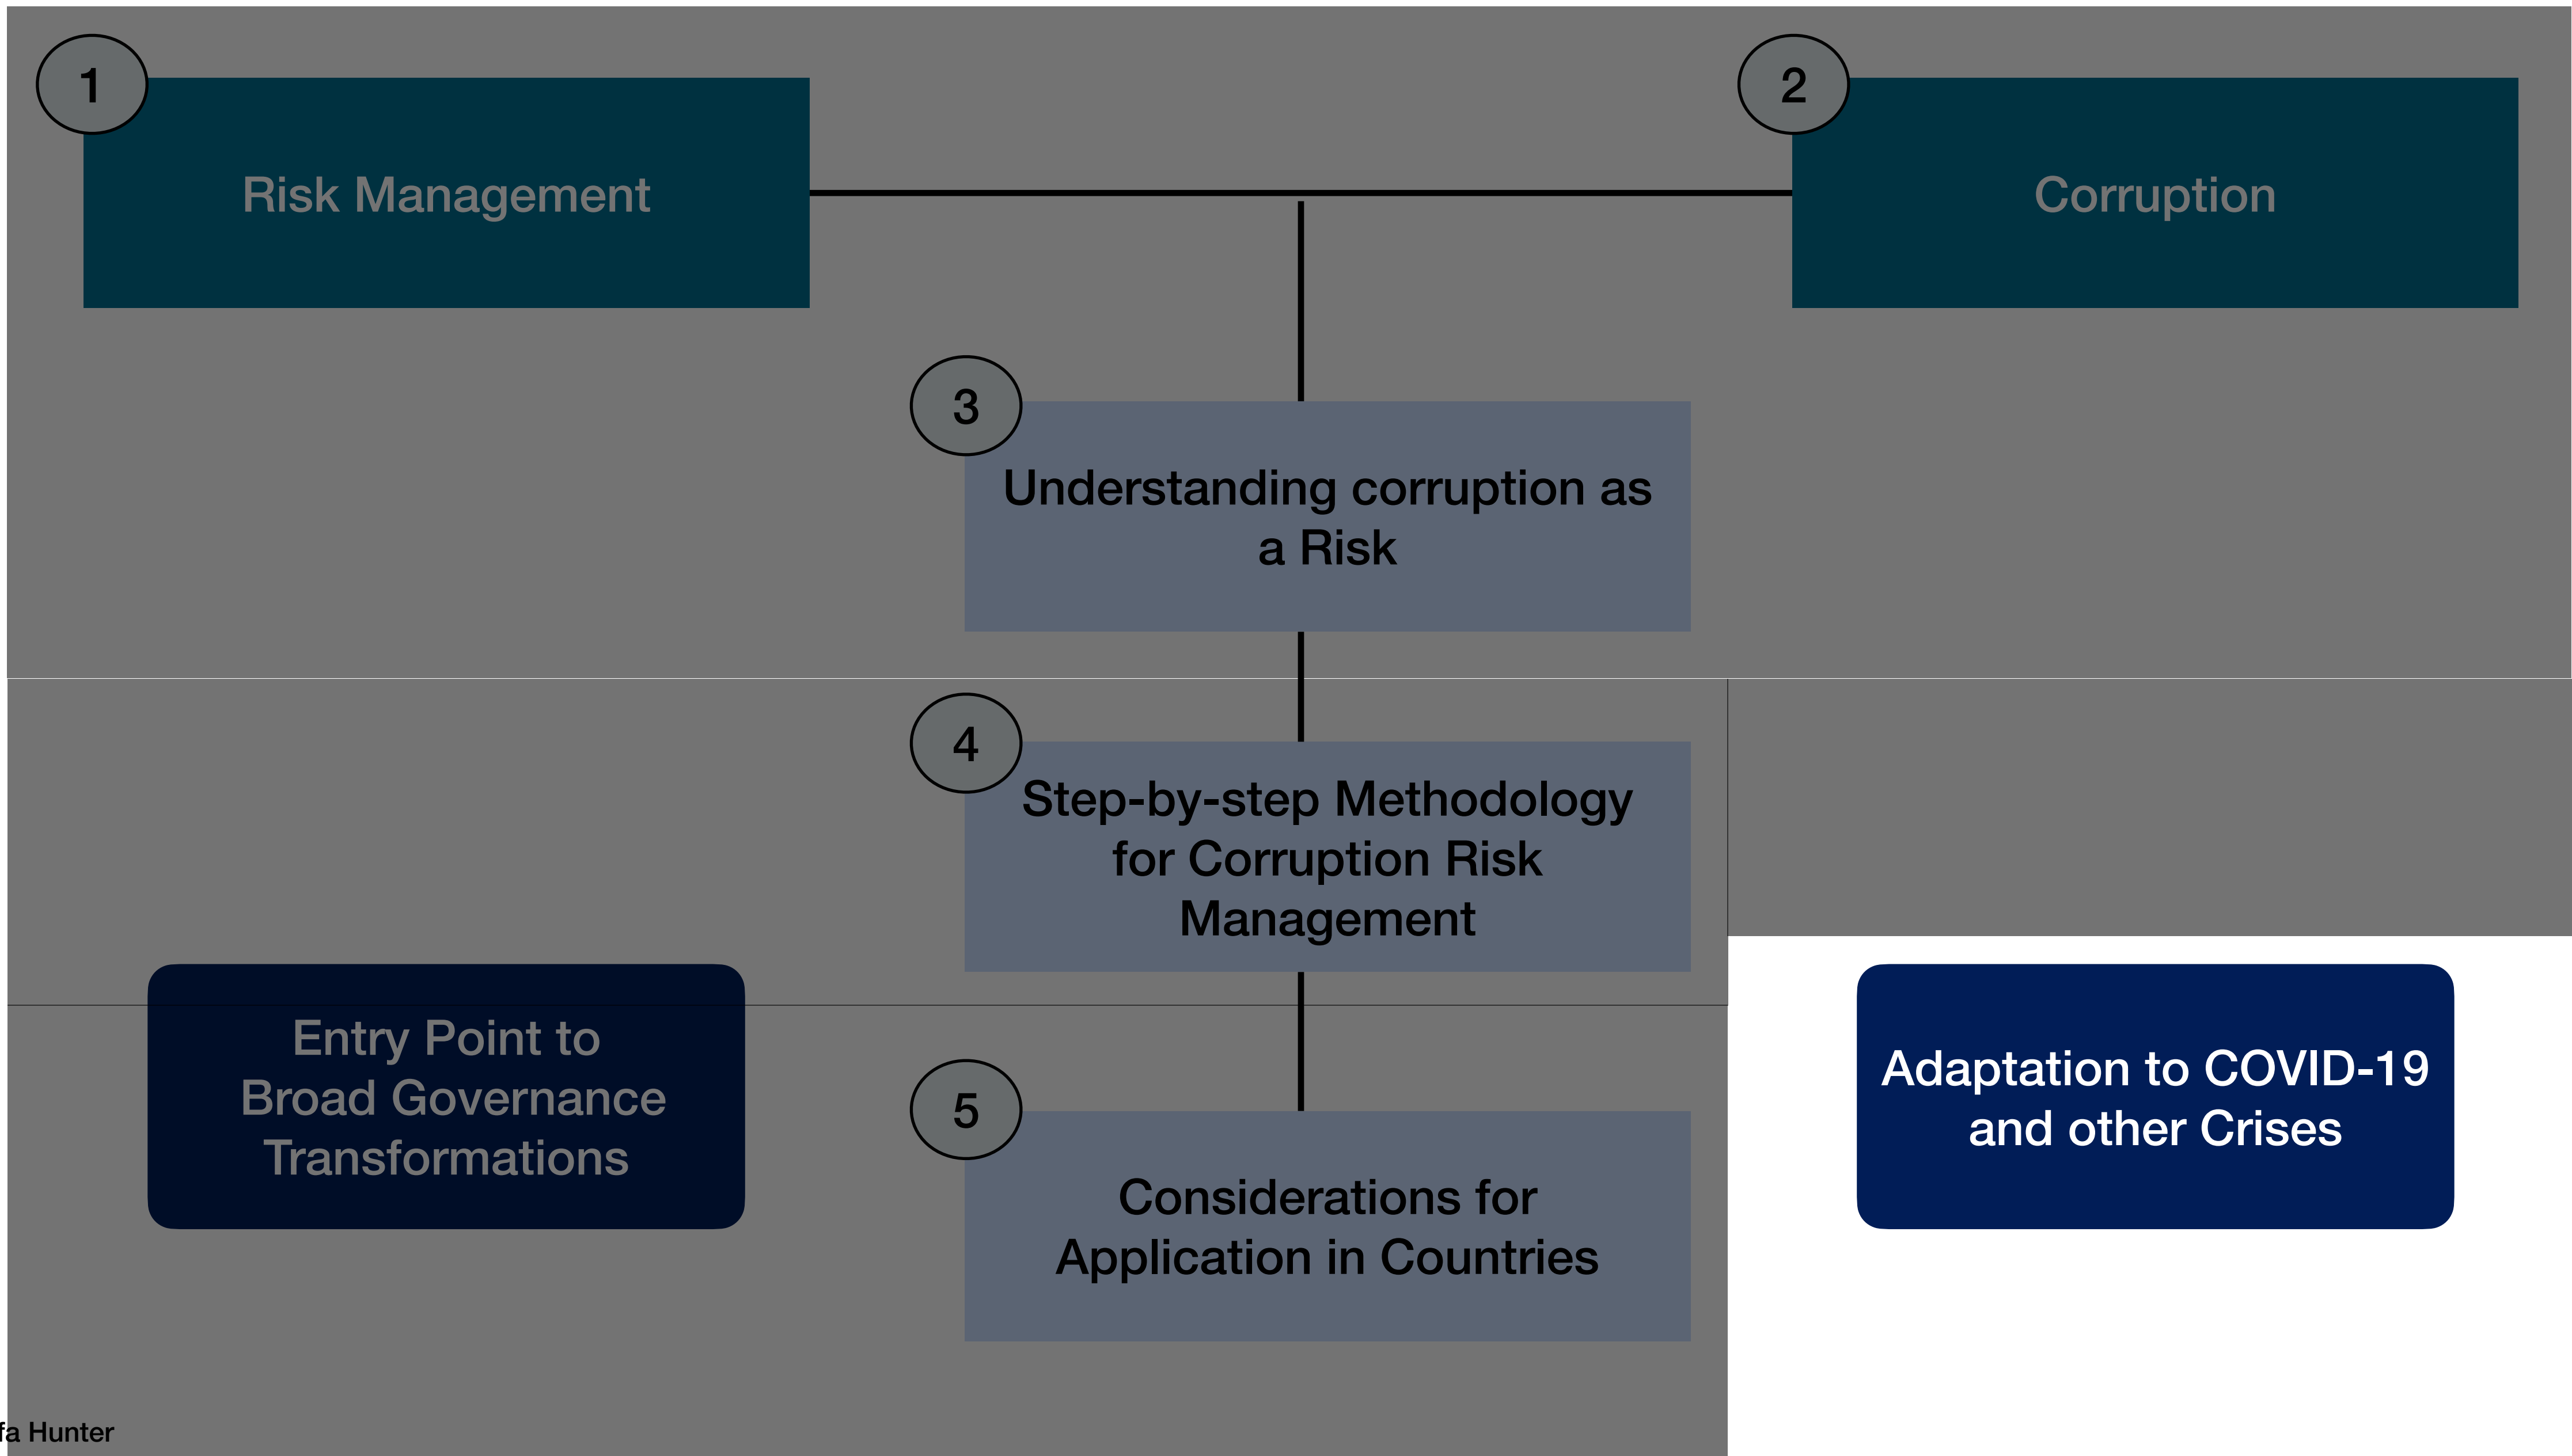 1
Risk Management
2
Corruption
3
Understanding corruption as
a Risk
4
Step-by-step Methodology
for Corruption Risk
Management
Entry Point to
Broad Governance
Transformations
5
Considerations for
Application in Countries
Adaptation to COVID-19
and other Crises
Hunter